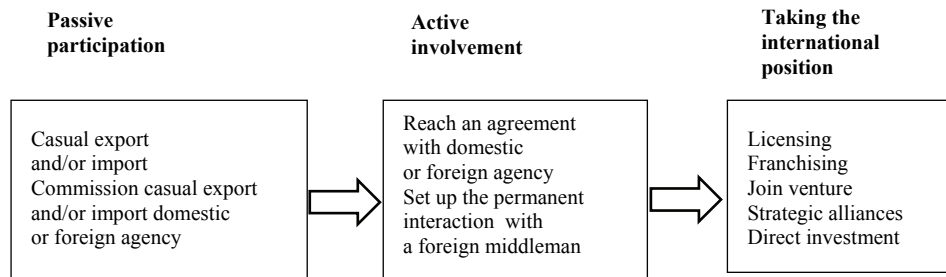 Passive
participation
Active
involvement
Taking the
international
position
Casual export
and/or import
Commission casual export
and/or import domestic
or foreign agency
Reach an agreement
with domestic
or foreign agency
Set up the permanent
interaction with
a foreign middleman
Licensing
Franchising
Join venture
Strategic alliances
Direct investment